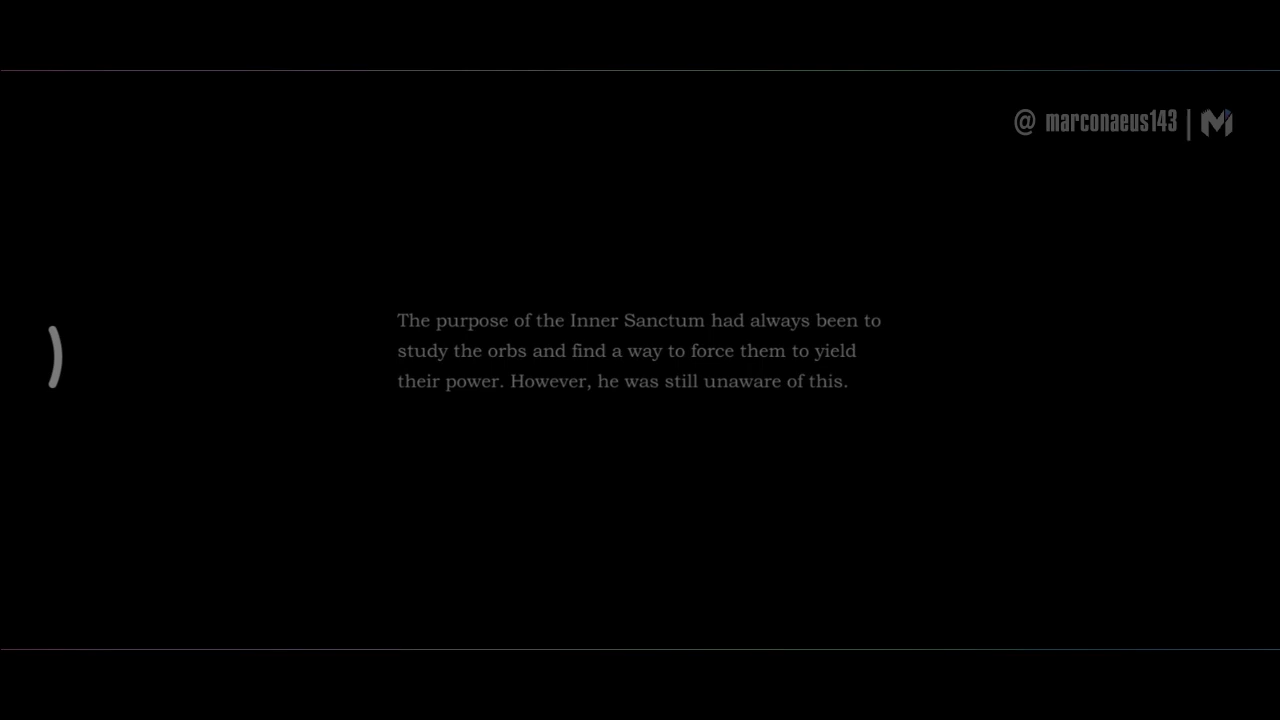 @ marconaeus143 | M
The purpose of the Inner Sanctum had always been to
study the orbs and find a way to force them to yield
their power. However, he was still unaware of this.